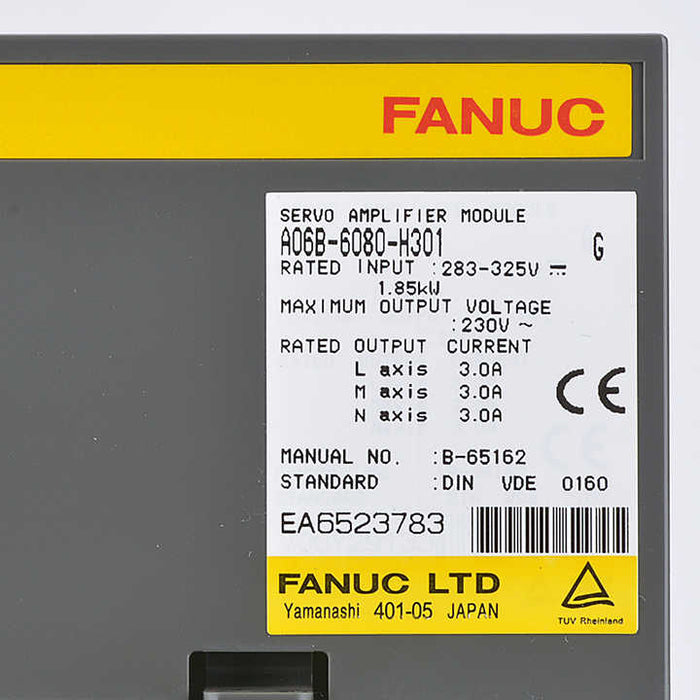 FANUC
SERVO AMPLIFIER MODULE
A06B-6080-H301 G
RATED INPUT :283-325V ⎓
1.85kW
MAXIMUM OUTPUT VOLTAGE
:230V ~
RATED OUTPUT CURRENT
L axis 3.0A
M axis 3.0A
N axis 3.0A
CE
MANUAL NO. :B-65162
STANDARD :DIN VDE 0160
EA6523783
FANUC LTD
Yamanashi 401-05 JAPAN
TUV Rheinland